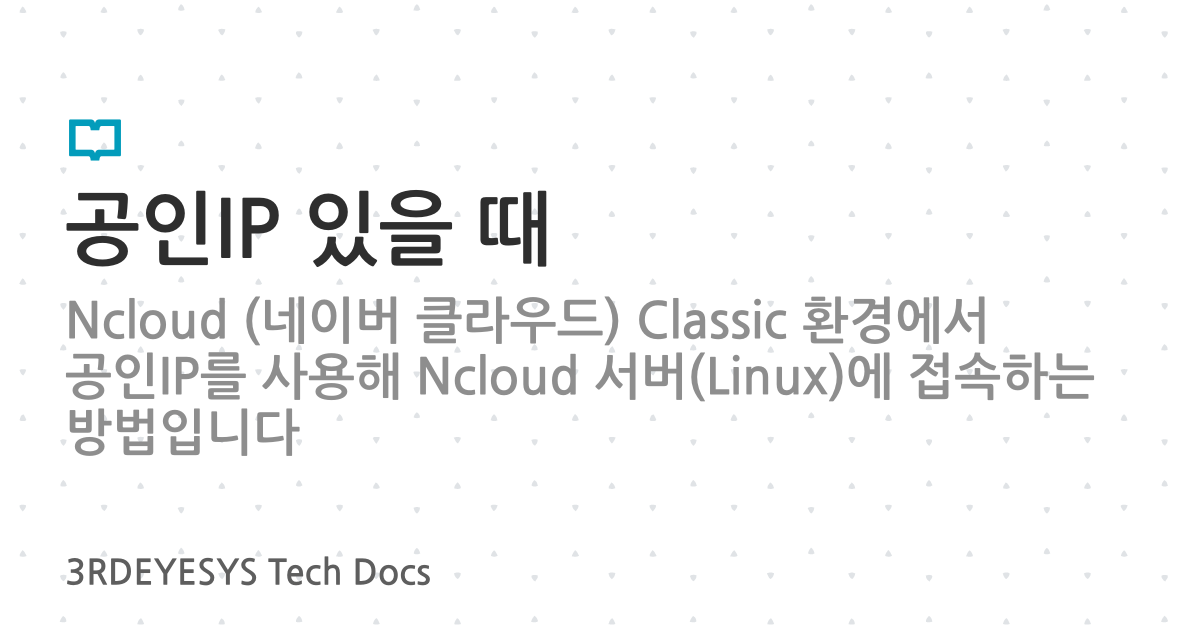 공인IP 있을 때
Ncloud (네이버 클라우드) Classic 환경에서
공인IP를 사용해 Ncloud 서버(Linux)에 접속하는
방법입니다
3RDEYESYS Tech Docs